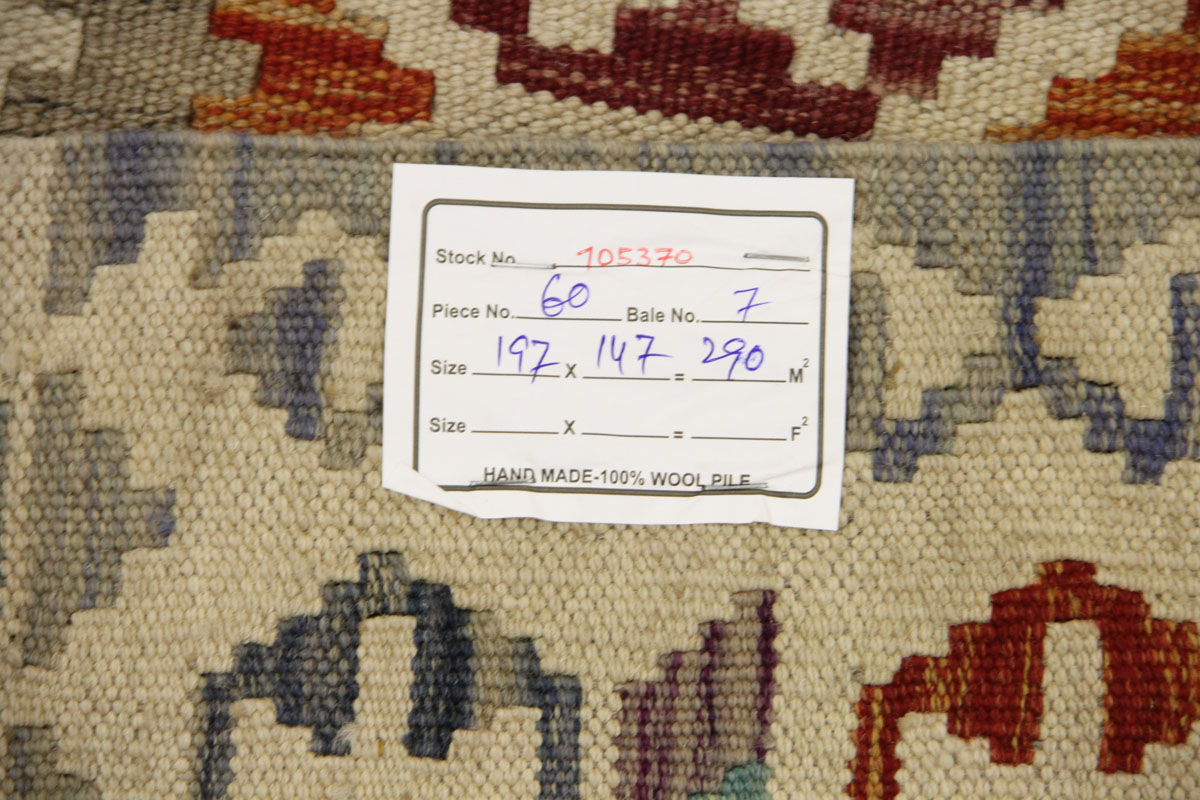 Stock No. 105370
Piece No. 60 Bale No. 7
Size 197 X 147 = 290 M²
Size X = F²
HAND MADE-100% WOOL PILE